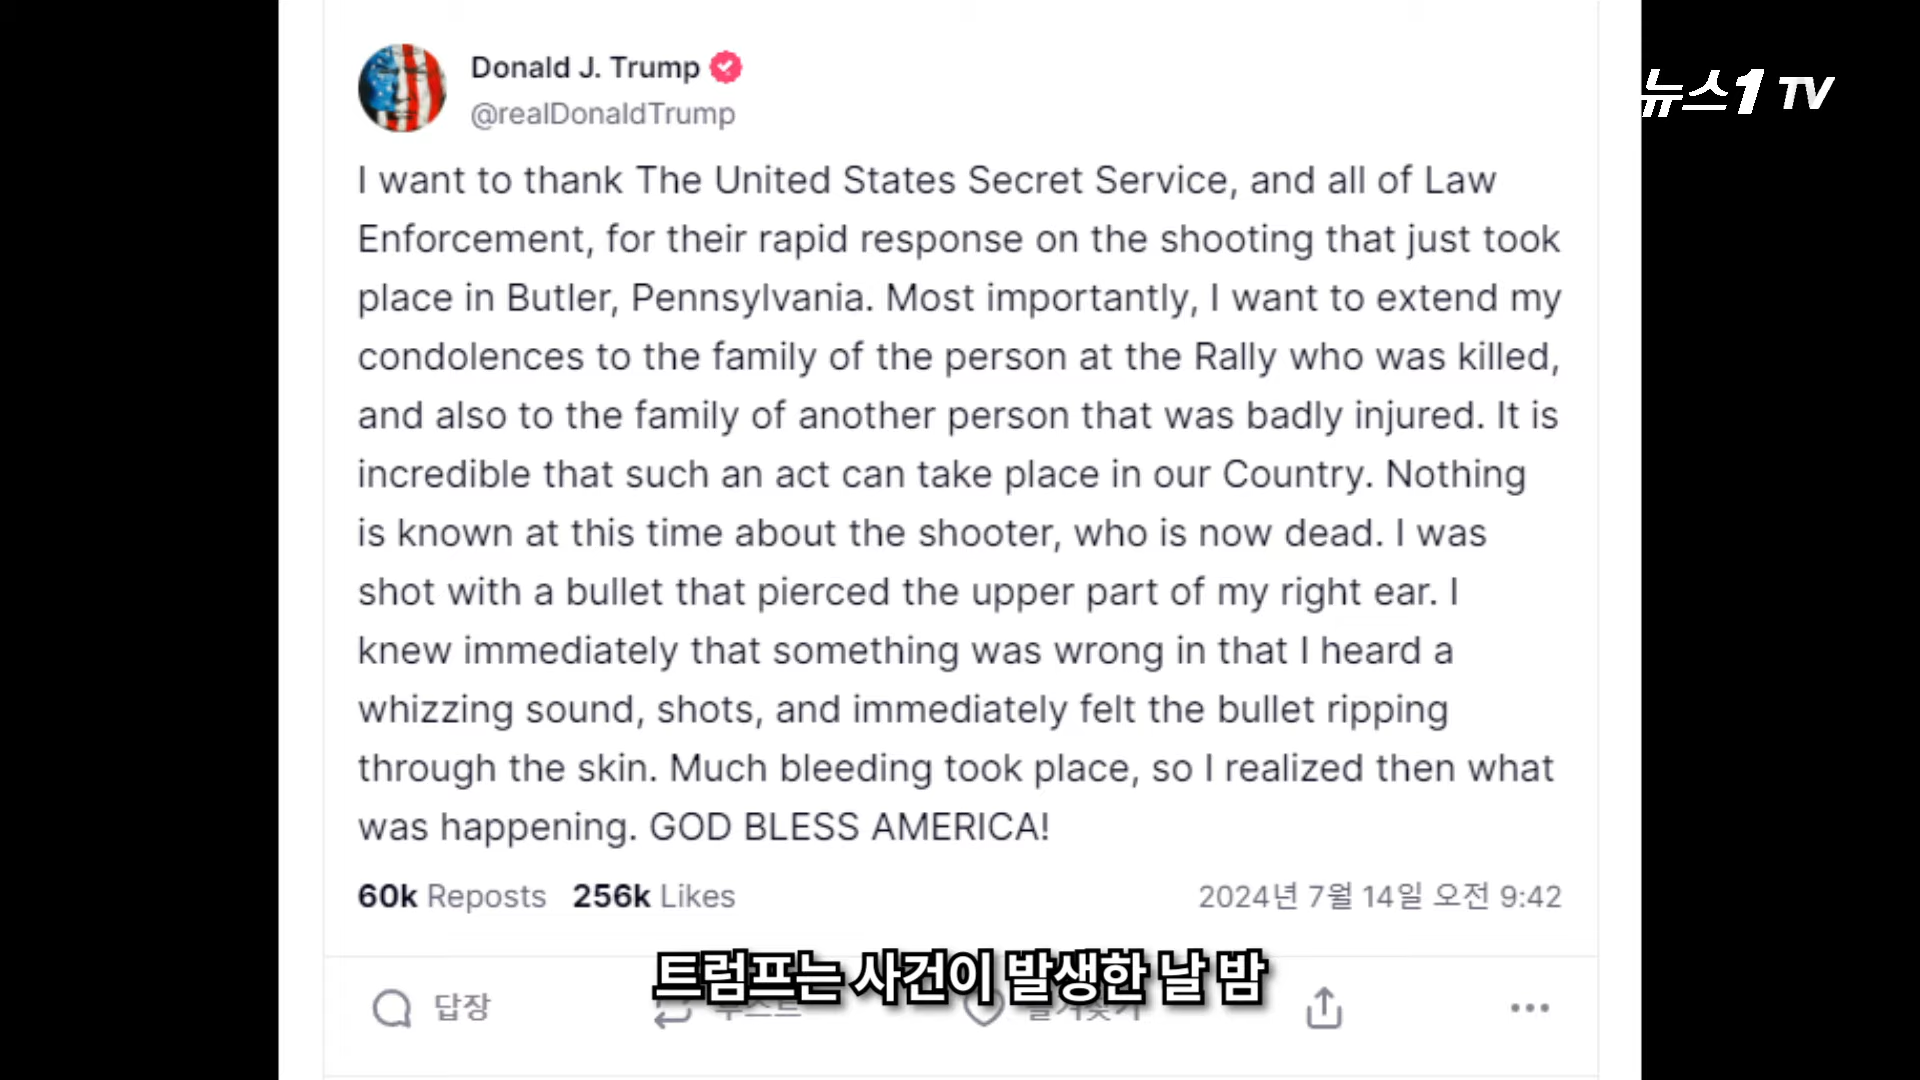 Donald J. Trump
@realDonaldTrump
뉴스1 TV
I want to thank The United States Secret Service, and all of Law
Enforcement, for their rapid response on the shooting that just took
place in Butler, Pennsylvania. Most importantly, I want to extend my
condolences to the family of the person at the Rally who was killed,
and also to the family of another person that was badly injured. It is
incredible that such an act can take place in our Country. Nothing
is known at this time about the shooter, who is now dead. I was
shot with a bullet that pierced the upper part of my right ear. I
knew immediately that something was wrong in that I heard a
whizzing sound, shots, and immediately felt the bullet ripping
through the skin. Much bleeding took place, so I realized then what
was happening. GOD BLESS AMERICA!
60k Reposts 256k Likes 2024년 7월 14일 오전 9:42
트럼프는 사건이 발생한 날 밤
답장